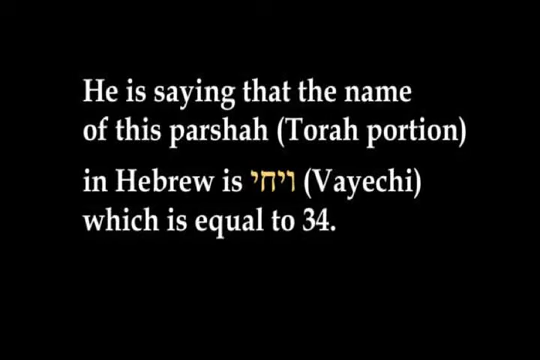 He is saying that the name
of this parshah (Torah portion)
in Hebrew is ויחי (Vayechi)
which is equal to 34.